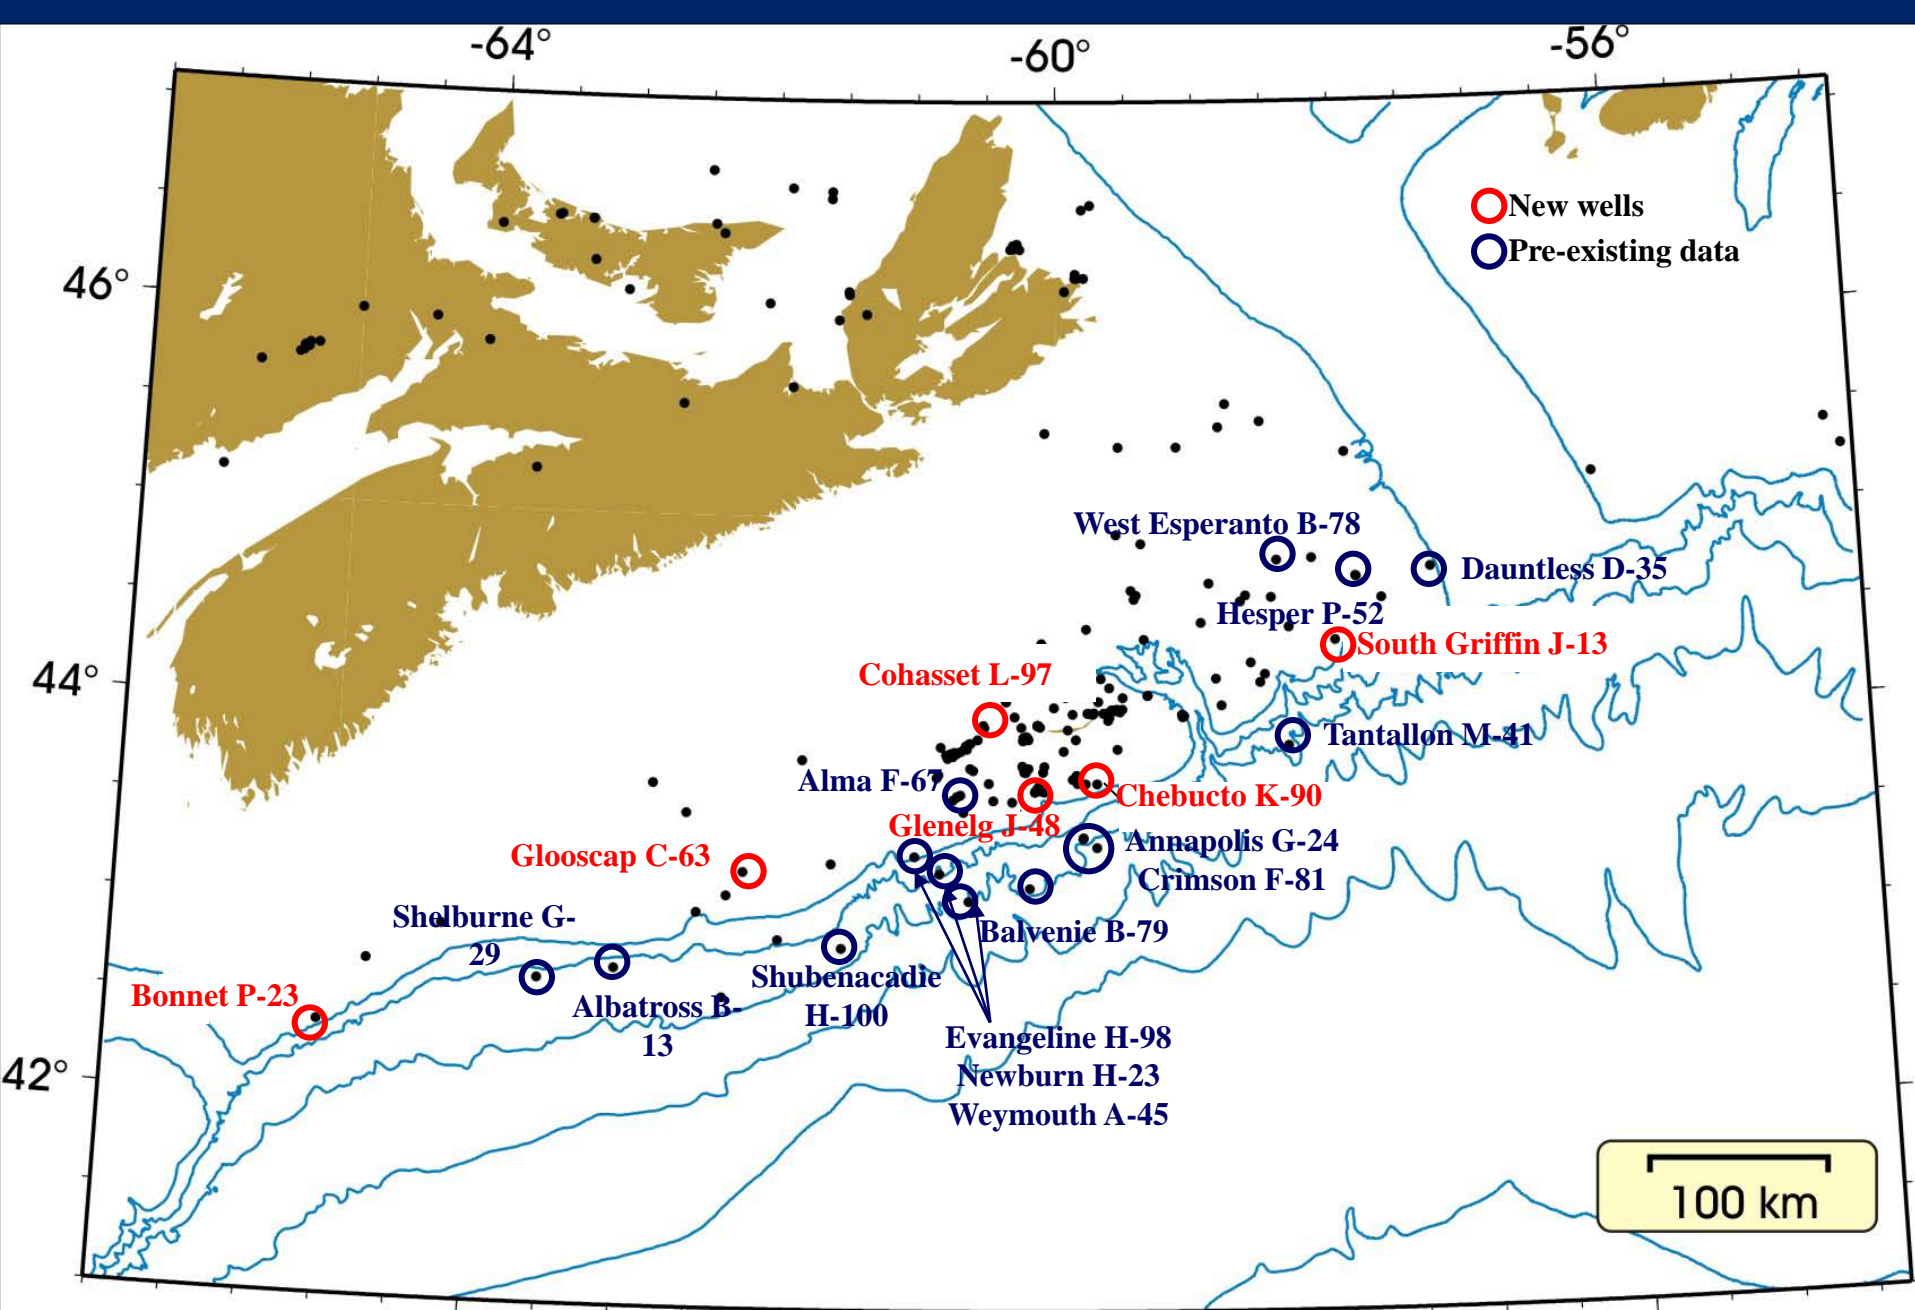 -64°
-60°
-56°
New wells
Pre-existing data
46°
West Esperanto B-78
Dauntless D-35
Hesper P-52
South Griffin J-13
44°
Cohasset L-97
Tantallon M-41
Alma F-67
Chebucto K-90
Glenelg J-48
Annapolis G-24
Crimson F-81
Glooscap C-63
Shelburne G-
29
Balvenie B-79
Shubenacadie
H-100
Bonnet P-23
Albatross B-
13
Evangeline H-98
Newburn H-23
Weymouth A-45
42°
100 km